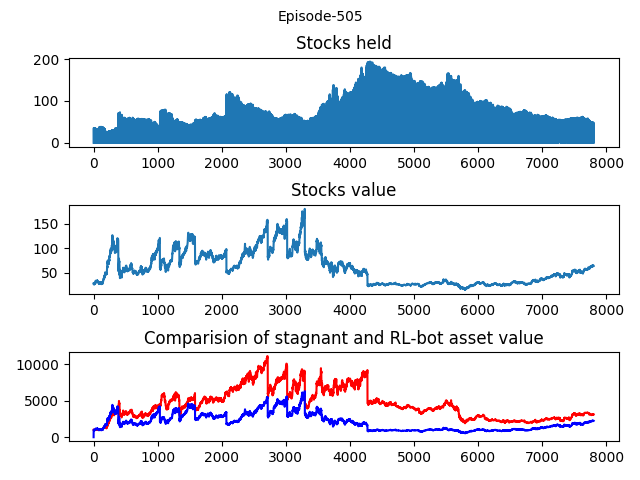 Episode-505
Stocks held
200
100
0
0 1000 2000 3000 4000 5000 6000 7000 8000
Stocks value
150
100
50
0 1000 2000 3000 4000 5000 6000 7000 8000
Comparision of stagnant and RL-bot asset value
10000
5000
0
0 1000 2000 3000 4000 5000 6000 7000 8000